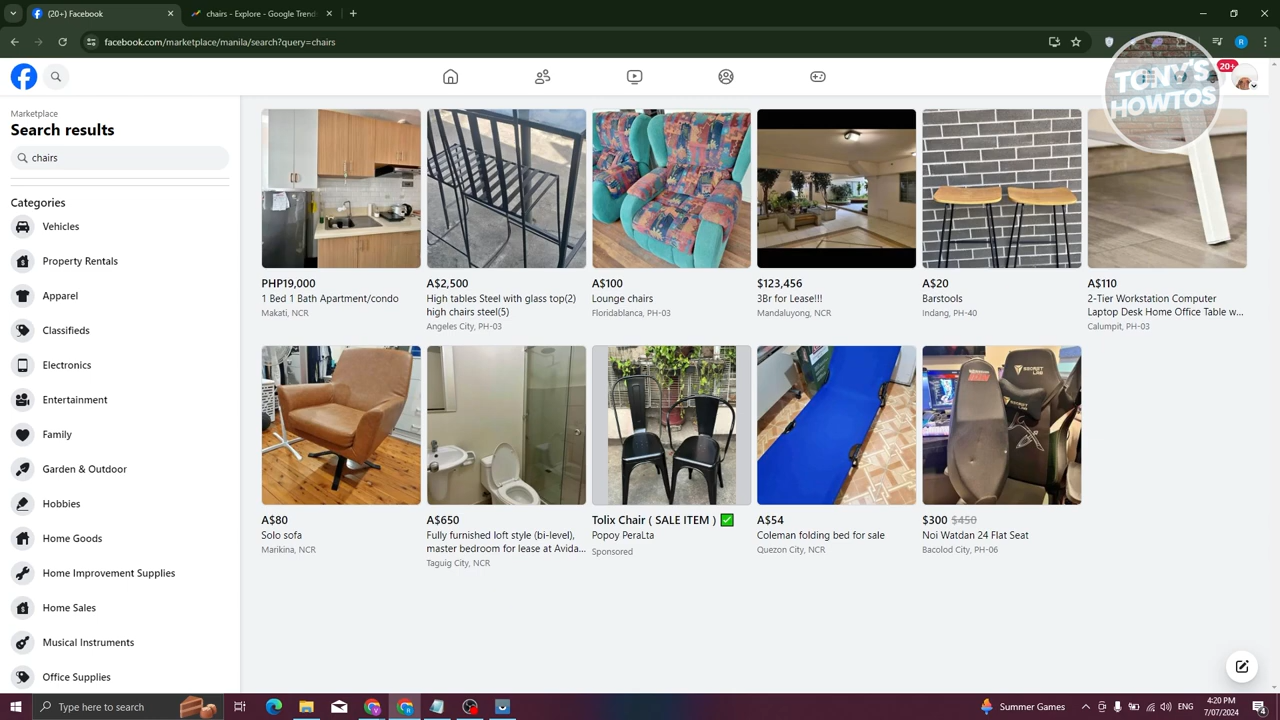 (20+) Facebook
chairs - Explore - Google Trend
facebook.com/marketplace/manila/search?query=chairs
R
20+
TONY'S
HOWTOS
Marketplace
Search results
chairs
Categories
Vehicles
Property Rentals
Apparel
Classifieds
Electronics
Entertainment
Family
Garden & Outdoor
Hobbies
Home Goods
Home Improvement Supplies
Home Sales
Musical Instruments
Office Supplies
PHP19,000
1 Bed 1 Bath Apartment/condo
Makati, NCR
A$2,500
High tables Steel with glass top(2)
high chairs steel(5)
Angeles City, PH-03
A$100
Lounge chairs
Floridablanca, PH-03
$123,456
3Br for Lease!!!
Mandaluyong, NCR
A$20
Barstools
Indang, PH-40
A$110
2-Tier Workstation Computer
Laptop Desk Home Office Table w...
Calumpit, PH-03
A$80
Solo sofa
Marikina, NCR
A$650
Fully furnished loft style (bi-level),
master bedroom for lease at Avida...
Taguig City, NCR
Tolix Chair ( SALE ITEM ) ✅
Popoy PeraLta
Sponsored
A$54
Coleman folding bed for sale
Quezon City, NCR
SECRET
LAB
$300 $450
Noi Watdan 24 Flat Seat
Bacolod City, PH-06
Type here to search
Summer Games
ENG
4:20 PM
7/07/2024
4